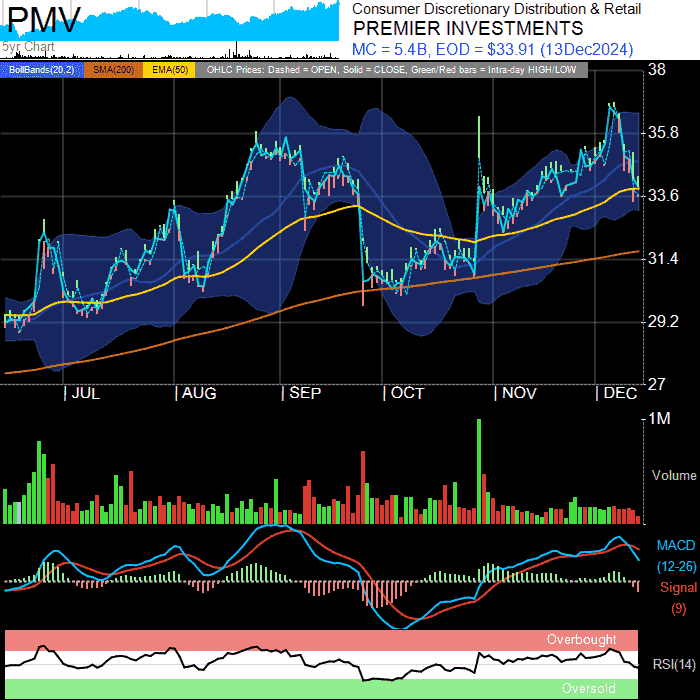 PMV
5yr Chart
Consumer Discretionary Distribution & Retail
PREMIER INVESTMENTS
MC = 5.4B, EOD = $33.91 (13Dec2024)
BollBands(20,2) SMA(200) EMA(50) OHLC Prices: Dashed = OPEN, Solid = CLOSE, Green/Red bars = Intra-day HIGH/LOW
38
35.8
33.6
31.4
29.2
27
| JUL | AUG | SEP | OCT | NOV | DEC
1M
Volume
MACD
(12-26)
Signal
(9)
Overbought
RSI(14)
Oversold